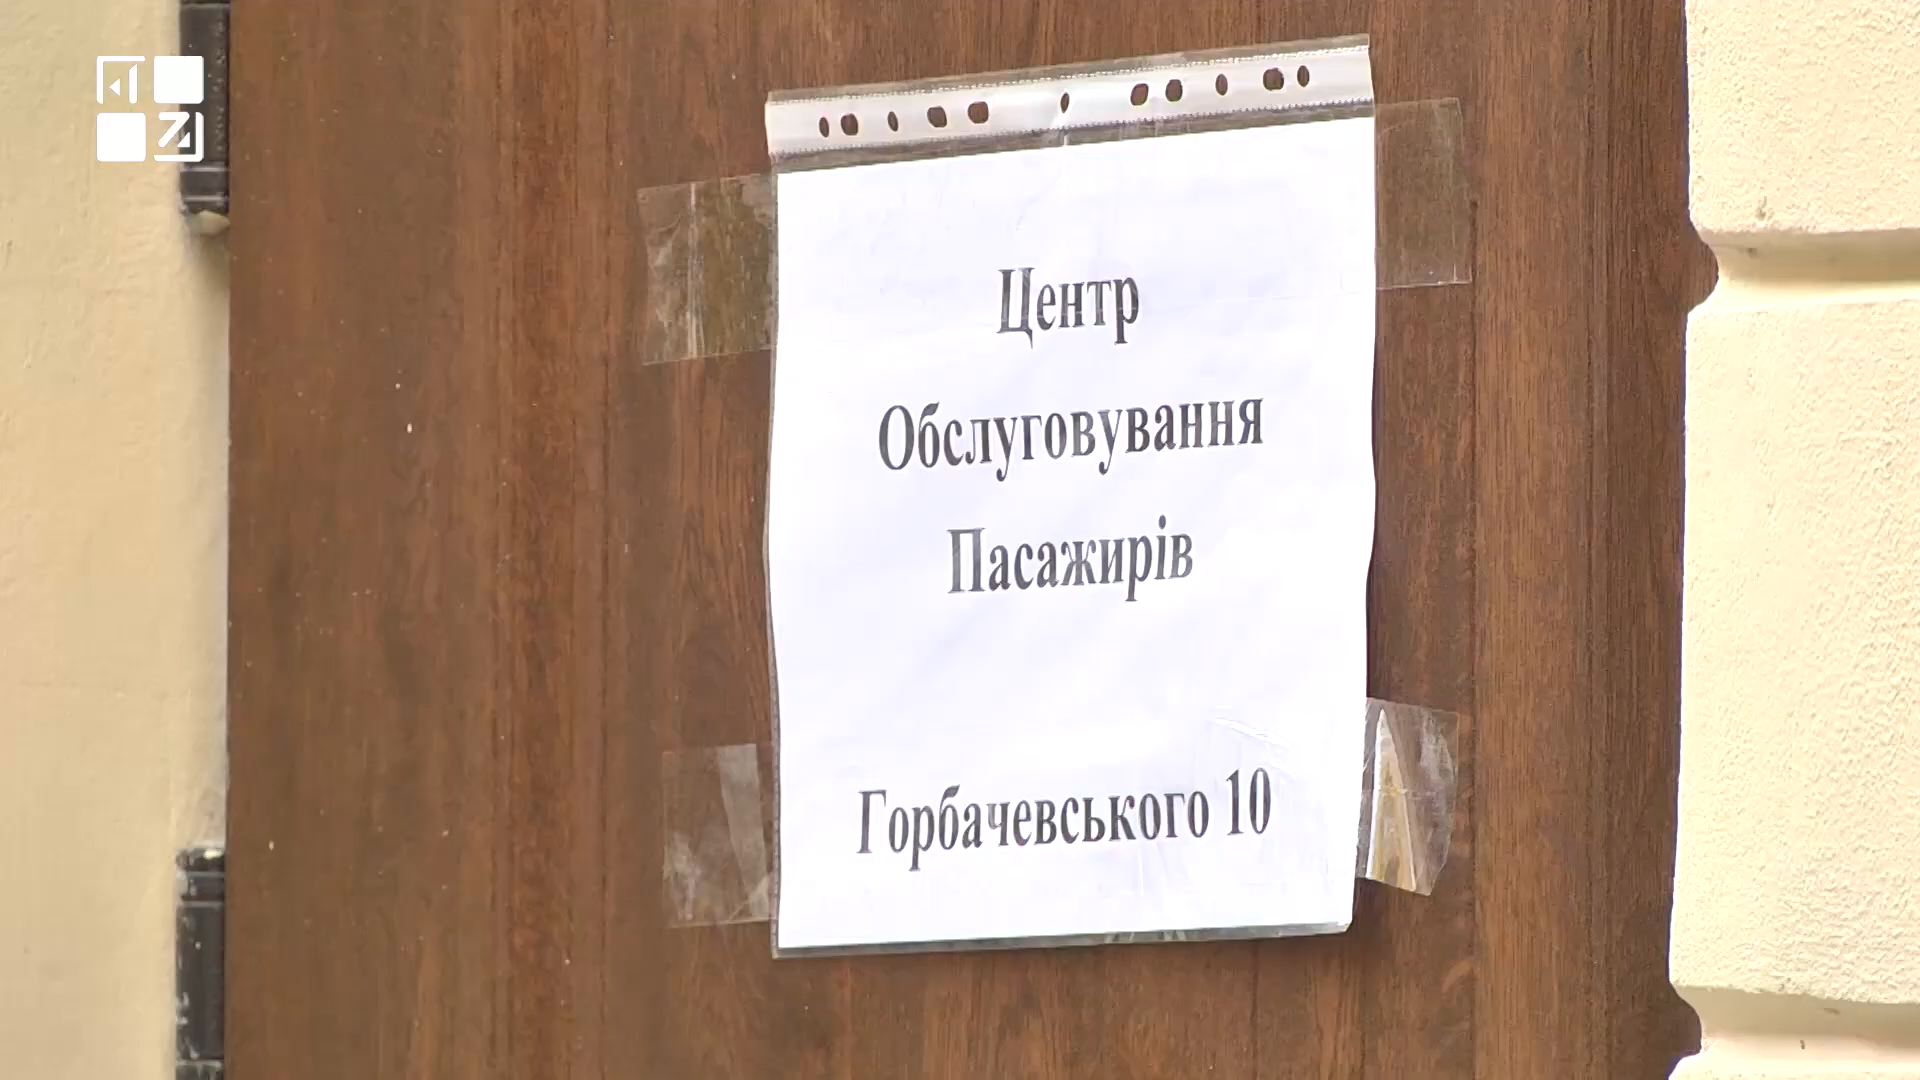 Центр
Обслуговування
Пасажирів
Горбачевського 10